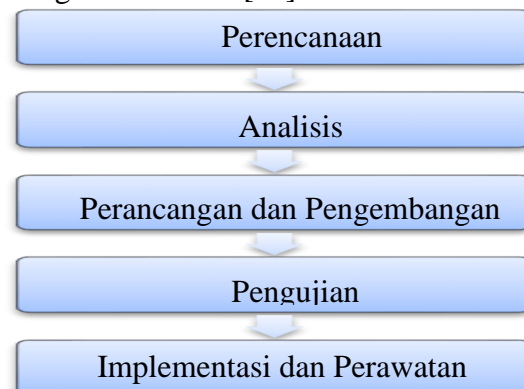 Perencanaan
Analisis
Perancangan dan Pengembangan
Pengujian
Implementasi dan Perawatan